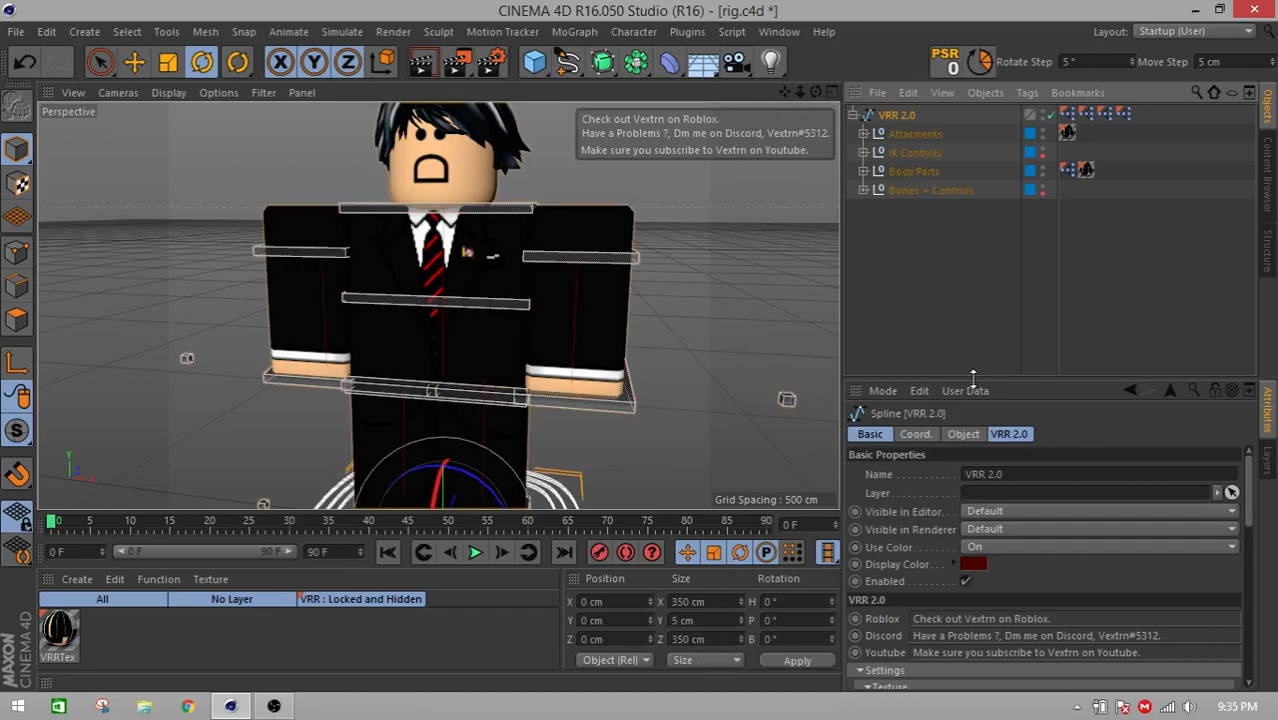 CINEMA 4D R16.050 Studio (R16) - [rig.c4d *]
File Edit Create Select Tools Mesh Snap Animate Simulate Render Sculpt Motion Tracker MoGraph Character Plugins Script Window Help
Layout: Startup (User)
X Y Z
PSR 0 Rotate Step 5 ° Move Step 5 cm
View Cameras Display Options Filter Panel
File Edit View Objects Tags Bookmarks
Perspective
Check out Vextrn on Roblox.
Have a Problems ?, Dm me on Discord, Vextrn#5312.
Make sure you subscribe to Vextrn on Youtube.
VRR 2.0
Attacments
IK Controls
Body Parts
Bones + Controls
Objects
Content Browser
Structure
Mode Edit User Data
Spline [VRR 2.0]
Basic Coord. Object VRR 2.0
Basic Properties
Name VRR 2.0
Layer
Visible in Editor Default
Visible in Renderer Default
Use Color On
Display Color
Enabled
VRR 2.0
Roblox Check out Vextrn on Roblox.
Discord Have a Problems ?, Dm me on Discord, Vextrn#5312.
Youtube Make sure you subscribe to Vextrn on Youtube.
Settings
Texture
Attributes
Layers
Y
Z
X
Grid Spacing : 500 cm
0 5 10 15 20 25 30 35 40 45 50 55 60 65 70 75 80 85 90 0 F
0 F 0 F 90 F 90 F
Create Edit Function Texture
All No Layer VRR : Locked and Hidden
VRRTex
Position Size Rotation
X 0 cm X 350 cm H 0 °
Y 0 cm Y 5 cm P 0 °
Z 0 cm Z 350 cm B 0 °
Object (Rel) Size Apply
MAXON CINEMA 4D
9:35 PM